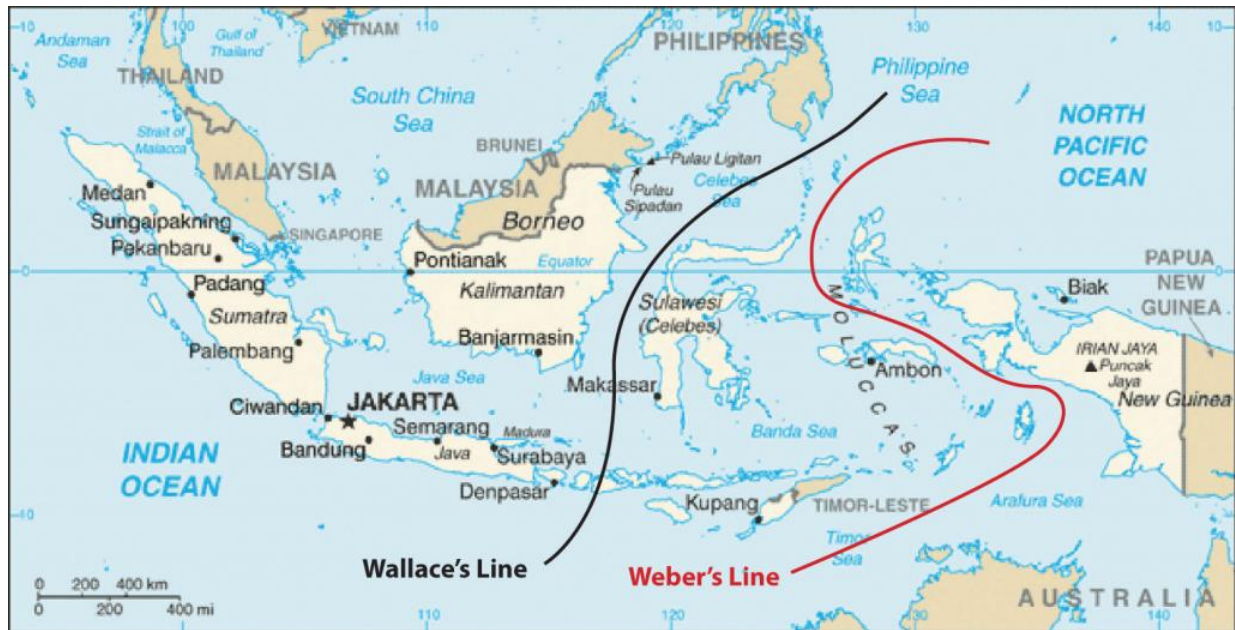 10
100
110
120
130
140
10
Andaman
Sea
Gulf of
Thailand
VIETNAM
THAILAND
PHILIPPINES
Philippine
Sea
South China
Sea
NORTH
PACIFIC
OCEAN
Strait of
Malacca
BRUNEI
Pulau Ligitan
MALAYSIA
MALAYSIA
Celebes
Sea
Pulau
Sipadan
Medan
Borneo
Sungaipakning
SINGAPORE
Pekanbaru
Pontianak
Equator
0
0
PAPUA
NEW
GUINEA
Padang
Kalimantan
Biak
Sumatra
Sulawesi
(Celebes)
MOLUCCAS
Palembang
Banjarmasin
IRIAN JAYA
Puncak
Jaya
Ambon
Java Sea
Makassar
New Guinea
Ciwandan
JAKARTA
Semarang
Madura
Banda Sea
Bandung
Java
Surabaya
INDIAN
OCEAN
Denpasar
Kupang
TIMOR-LESTE
Arafura Sea
10
Timor
Sea
Wallace's Line
Weber's Line
0 200 400 km
0 200 400 mi
110
120
130
140
AUSTRALIA